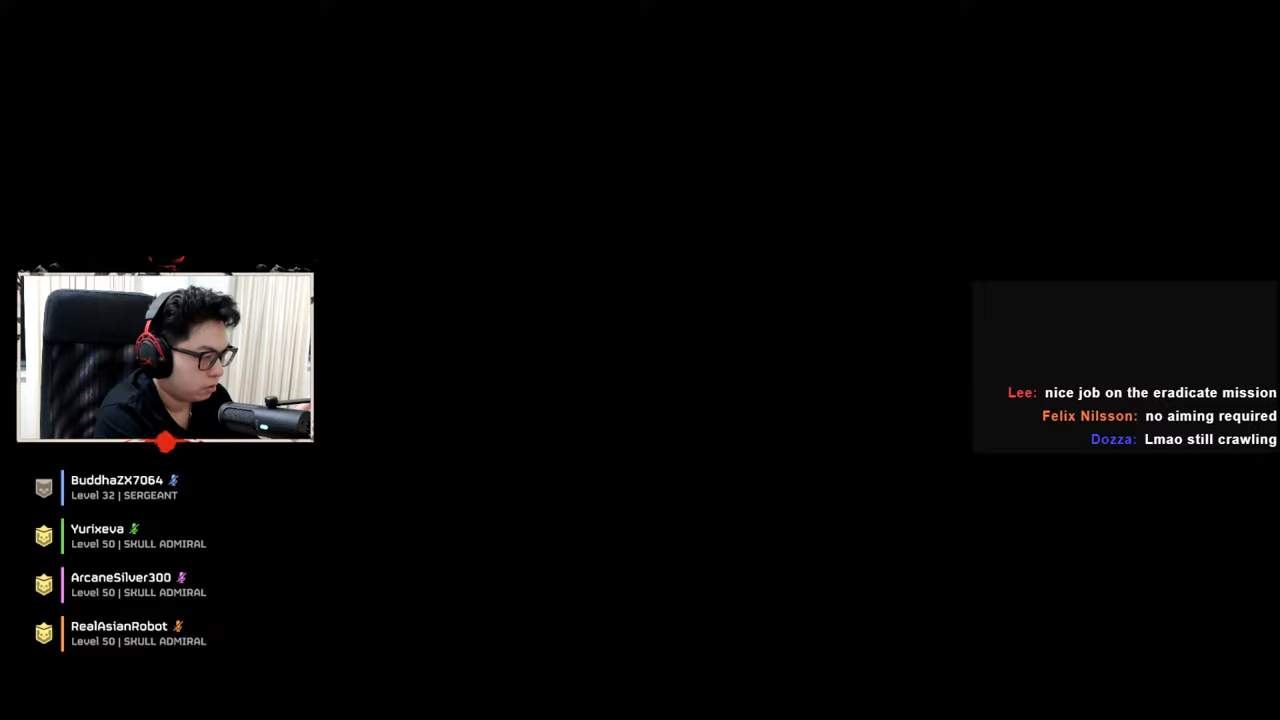 Lee: nice job on the eradicate mission
Felix Nilsson: no aiming required
Dozza: Lmao still crawling
BuddhaZX7064
Level 32 | SERGEANT
Yurixeva
Level 50 | SKULL ADMIRAL
ArcaneSilver300
Level 50 | SKULL ADMIRAL
RealAsianRobot
Level 50 | SKULL ADMIRAL